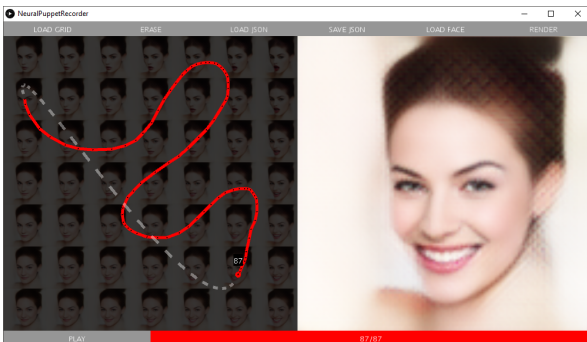 NeuralPuppetRecorder
LOAD GRID ERASE LOAD JSON SAVE JSON LOAD FACE RENDER
87
PLAY 87/87